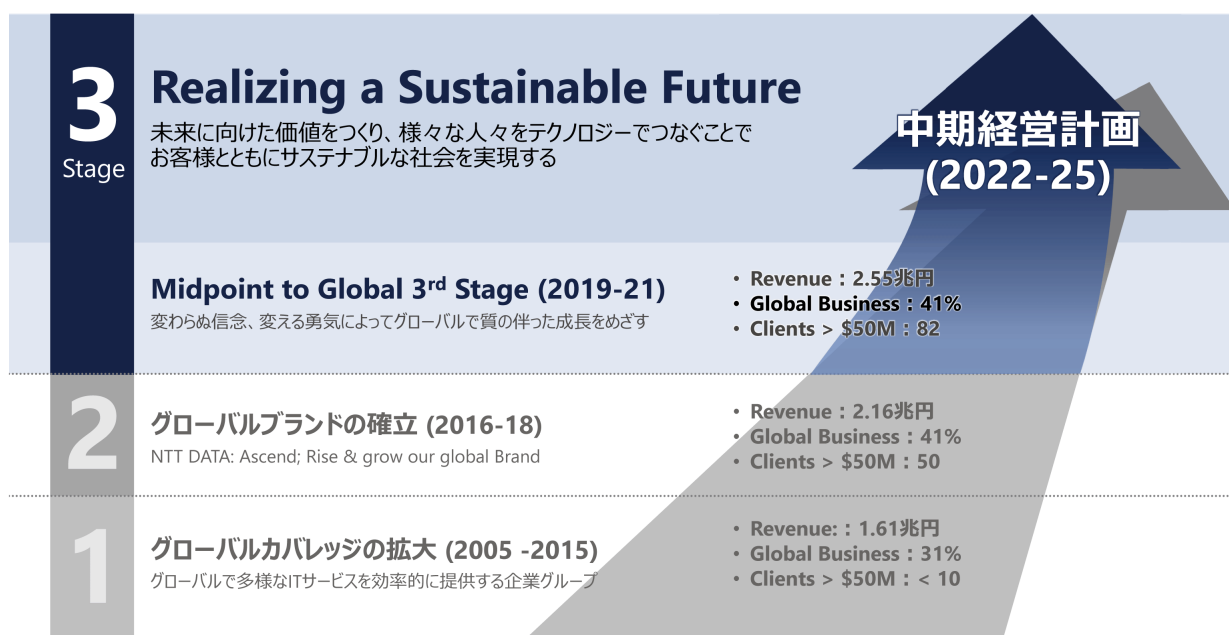 3
Stage
Realizing a Sustainable Future
未来に向けた価値をつくり、様々な人々をテクノロジーでつなぐことで
お客様とともにサステナブルな社会を実現する
中期経営計画
(2022-25)
Midpoint to Global 3rd Stage (2019-21)
変わらぬ信念、変える勇気によってグローバルで質の伴った成長をめざす
• Revenue：2.55兆円
• Global Business：41%
• Clients > $50M：82
2
グローバルブランドの確立 (2016-18)
NTT DATA: Ascend; Rise & grow our global Brand
• Revenue：2.16兆円
• Global Business：41%
• Clients > $50M：50
1
グローバルカバレッジの拡大 (2005 -2015)
グローバルで多様なITサービスを効率的に提供する企業グループ
• Revenue:：1.61兆円
• Global Business：31%
• Clients > $50M：< 10